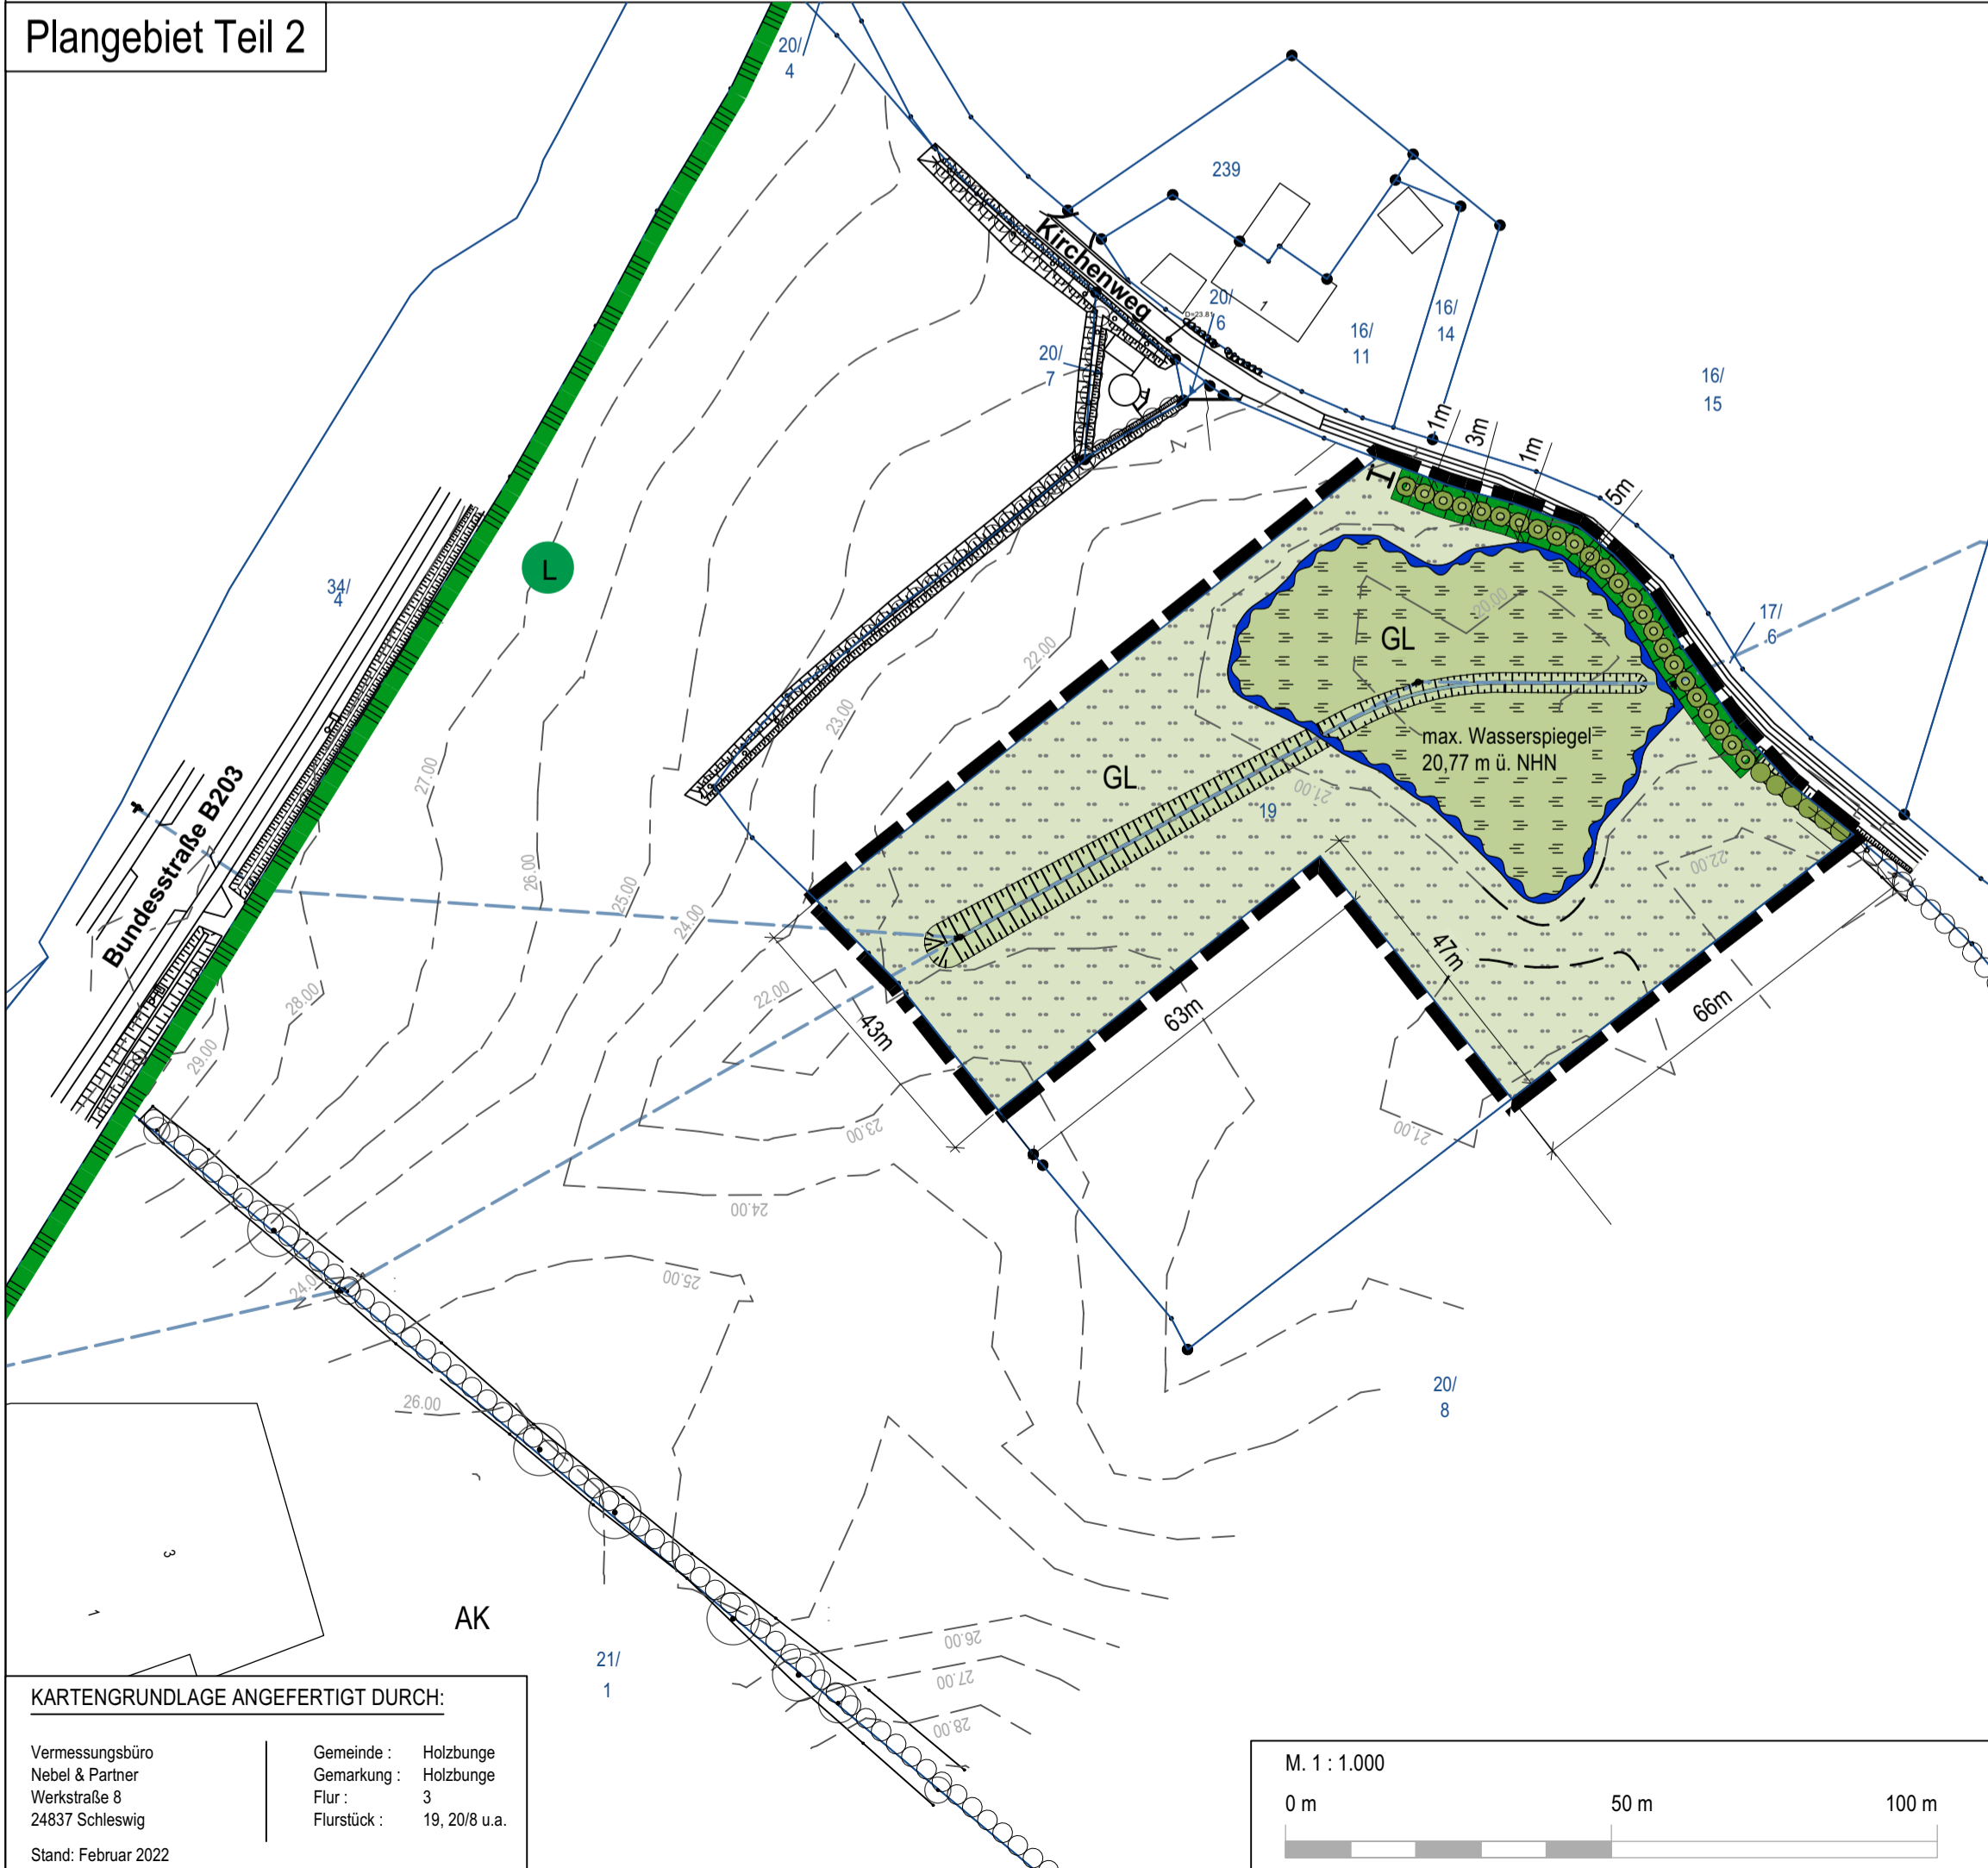 Plangebiet Teil 2
20/
4
239
Kirchenweg
20/
6
D=23.81
1
16/
14
16/
11
20/
7
16/
15
1m
3m
1m
5m
L
34/
4
17/
6
20.00
GL
22.00
23.00
max. Wasserspiegel
20,77 m ü. NHN
GL
27.00
21.00
19
Bundesstraße B203
26.00
25.00
24.00
22.00
47m
28.00
22.00
43m
63m
66m
29.00
23.00
21.00
24.00
25.00
20/
8
26.00
3
1
AK
21/
1
26.00
27.00
28.00
KARTENGRUNDLAGE ANGEFERTIGT DURCH:
Vermessungsbüro
Nebel & Partner
Werkstraße 8
24837 Schleswig
Stand: Februar 2022
Gemeinde : Holzbunge
Gemarkung : Holzbunge
Flur : 3
Flurstück : 19, 20/8 u.a.
M. 1 : 1.000
0 m 50 m 100 m